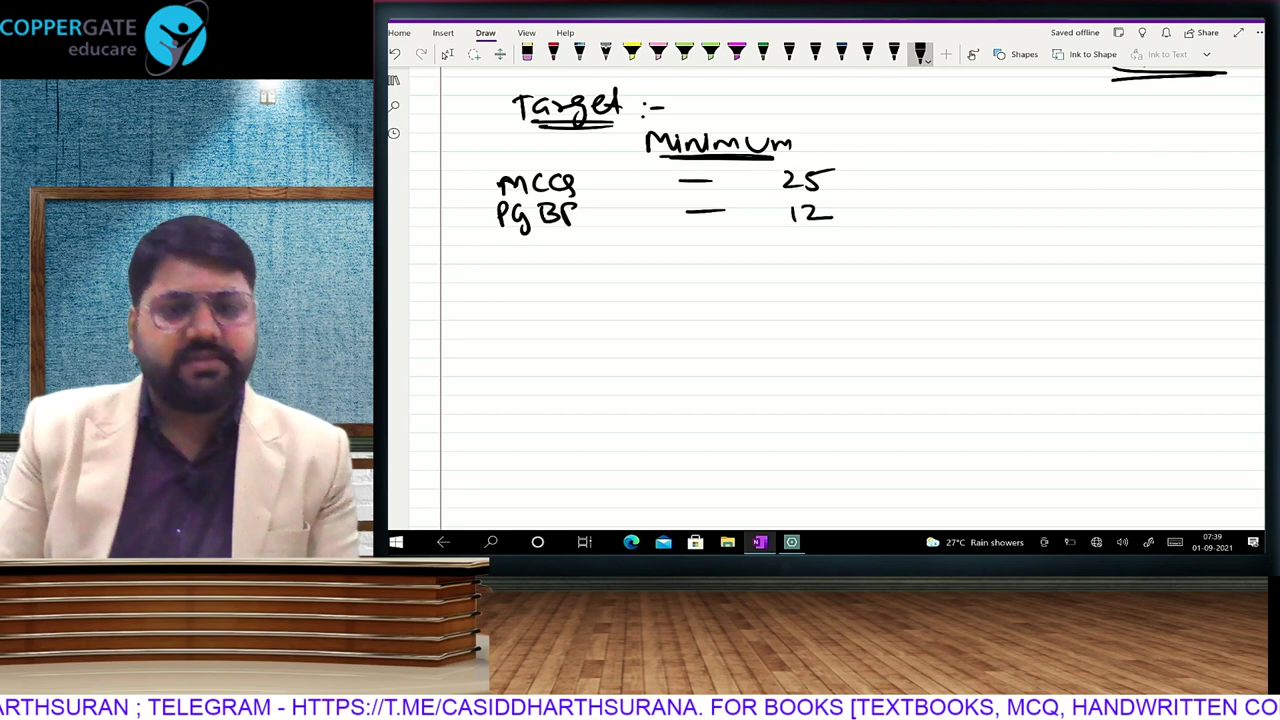 COPPERGATE
educare
Home Insert Draw View Help
Saved offline
Share
Shapes
Ink to Shape
Ink to Text
Target :-
Minimum
MCQ — 25
PGBP — 12
27°C Rain showers
07:39
01-09-2021
ARTHSURAN ; TELEGRAM - HTTPS://T.ME/CASIDDHARTHSURANA. FOR BOOKS [TEXTBOOKS, MCQ, HANDWRITTEN CO